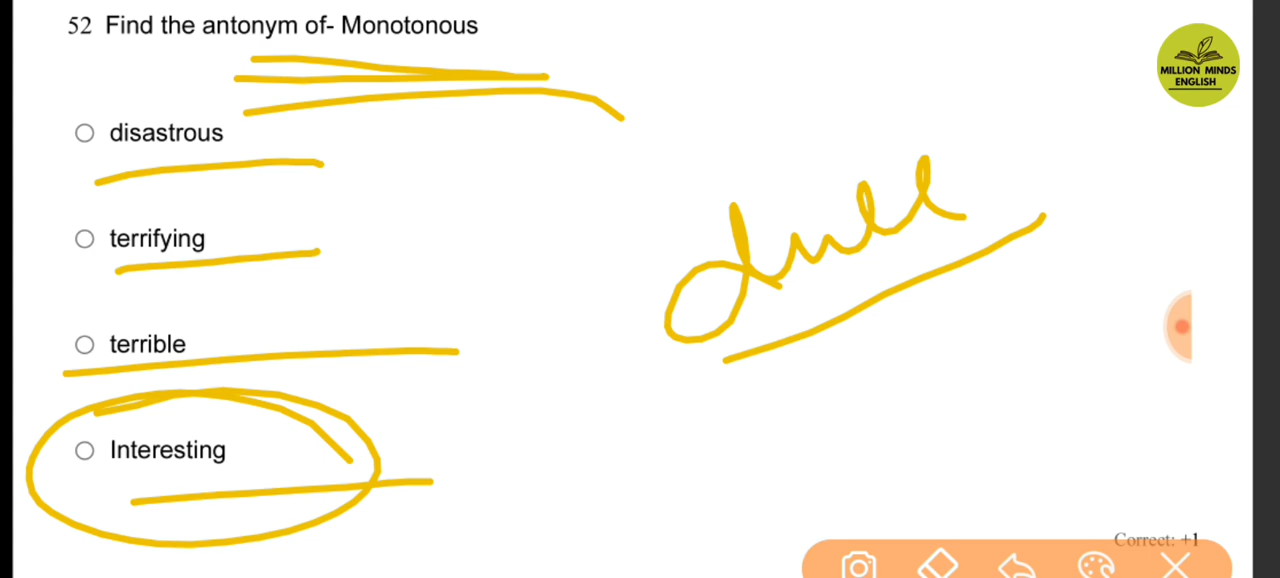 52 Find the antonym of- Monotonous
MILLION MINDS
ENGLISH
disastrous
dull
terrifying
terrible
Interesting
Correct: +1